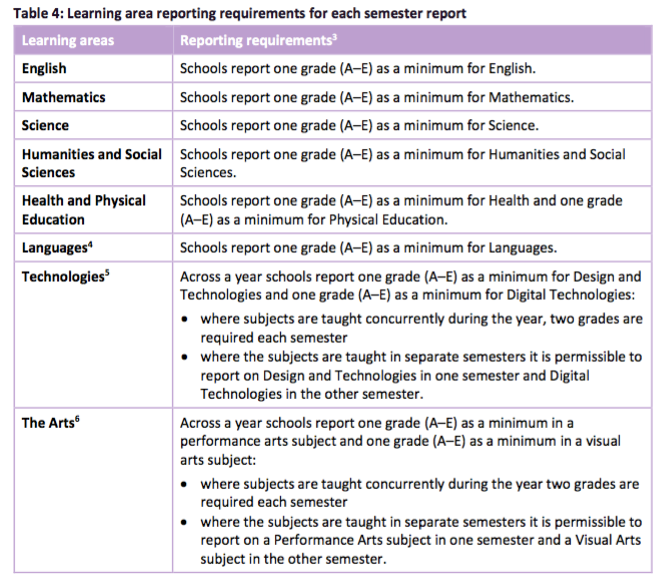 Table 4: Learning area reporting requirements for each semester report
Learning areas
Reporting requirements³
English
Schools report one grade (A–E) as a minimum for English.
Mathematics
Schools report one grade (A–E) as a minimum for Mathematics.
Science
Schools report one grade (A–E) as a minimum for Science.
Humanities and Social
Sciences
Schools report one grade (A–E) as a minimum for Humanities and Social
Sciences.
Health and Physical
Education
Schools report one grade (A–E) as a minimum for Health and one grade
(A–E) as a minimum for Physical Education.
Languages⁴
Schools report one grade (A–E) as a minimum for Languages.
Technologies⁵
Across a year schools report one grade (A–E) as a minimum for Design and
Technologies and one grade (A–E) as a minimum for Digital Technologies:
• where subjects are taught concurrently during the year, two grades are
required each semester
• where the subjects are taught in separate semesters it is permissible to
report on Design and Technologies in one semester and Digital
Technologies in the other semester.
The Arts⁶
Across a year schools report one grade (A–E) as a minimum in a
performance arts subject and one grade (A–E) as a minimum in a visual
arts subject:
• where subjects are taught concurrently during the year two grades are
required each semester
• where the subjects are taught in separate semesters it is permissible to
report on a Performance Arts subject in one semester and a Visual Arts
subject in the other semester.